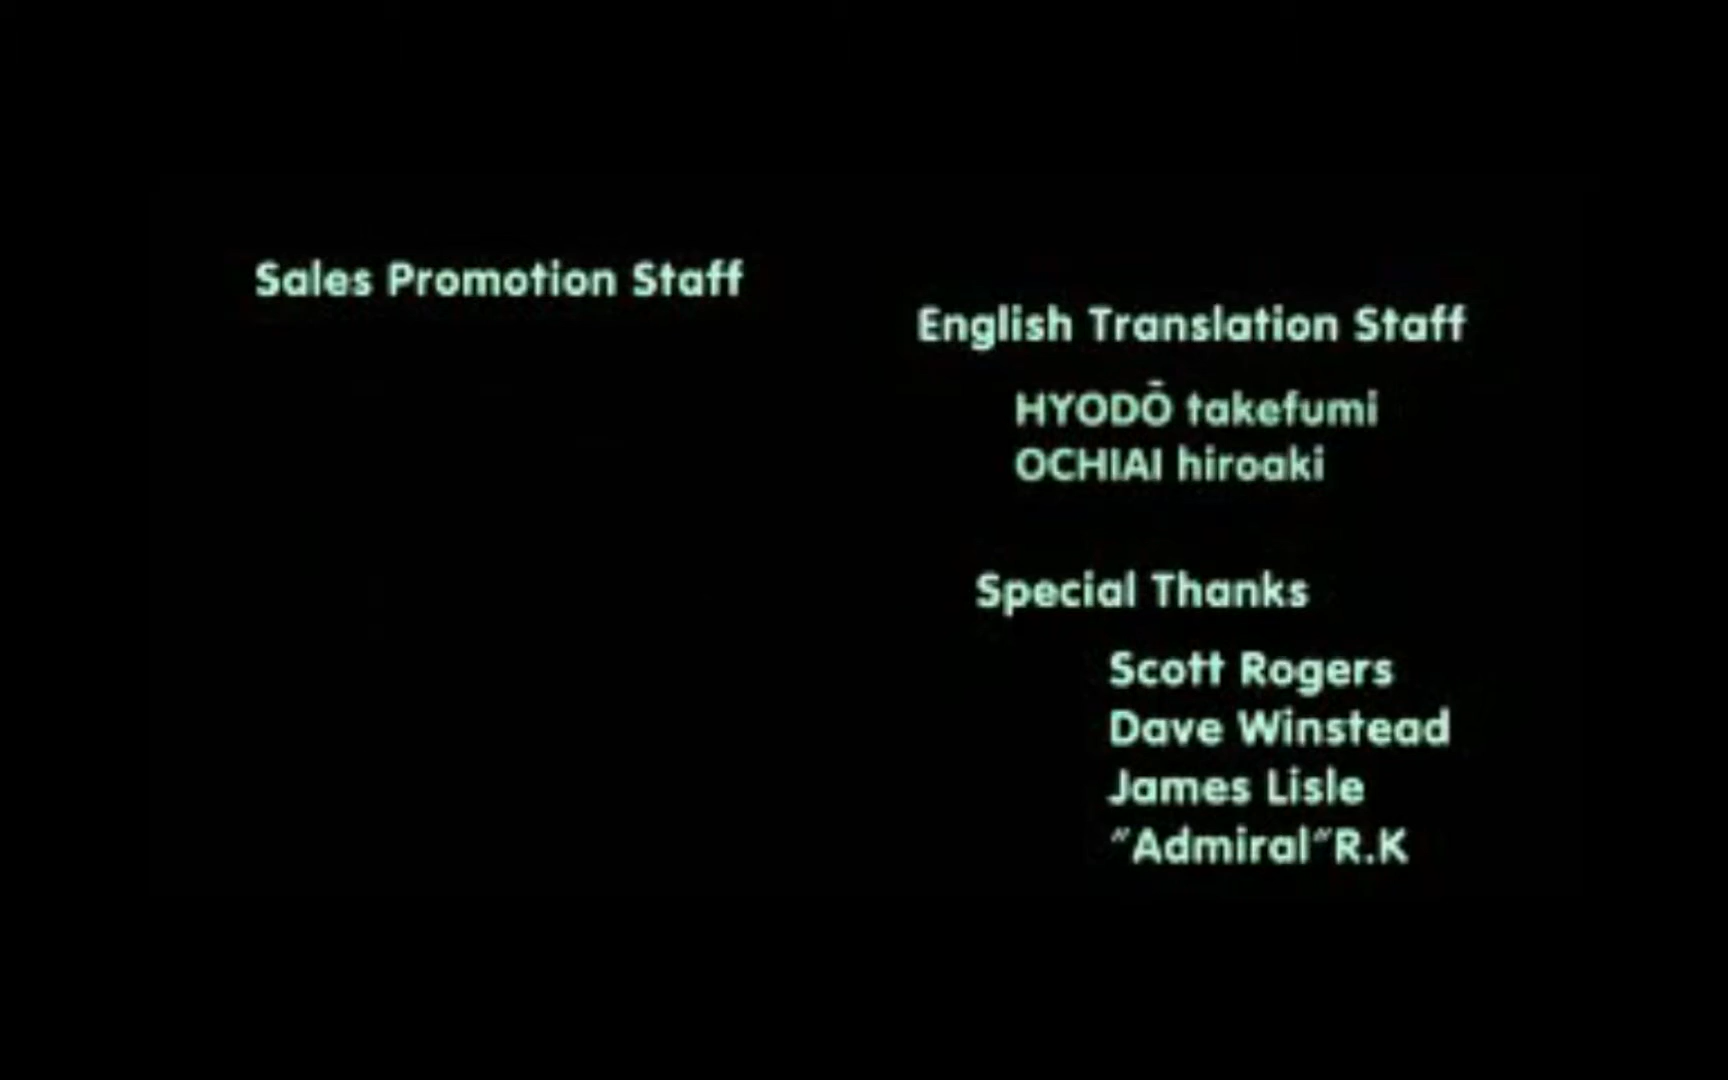 Sales Promotion Staff
English Translation Staff
HYODŌ takefumi
OCHIAI hiroaki
Special Thanks
Scott Rogers
Dave Winstead
James Lisle
"Admiral"R.K